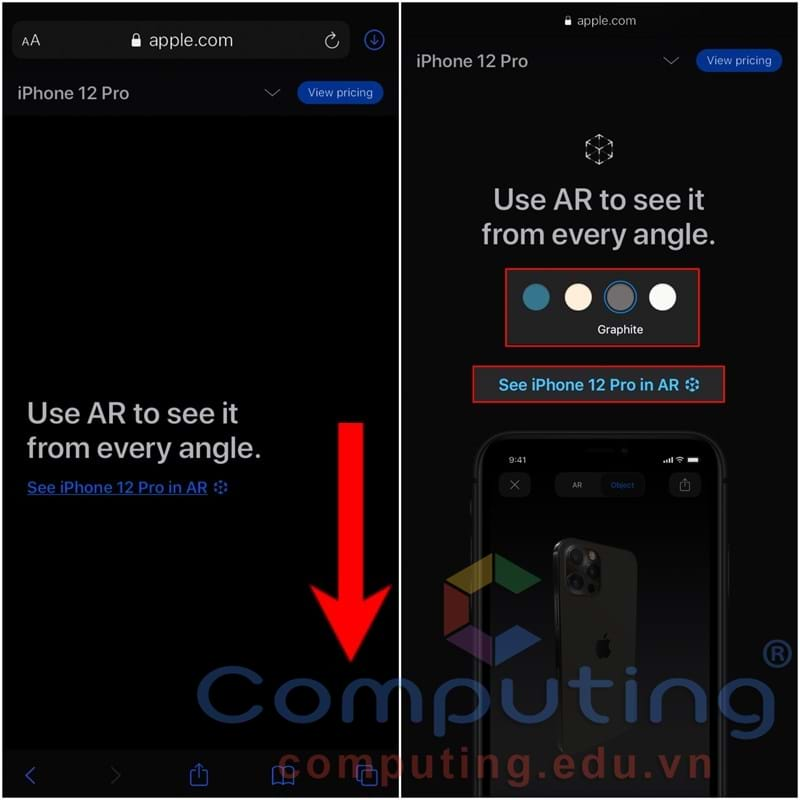 AA
apple.com
iPhone 12 Pro
View pricing
Use AR to see it
from every angle.
See iPhone 12 Pro in AR
apple.com
iPhone 12 Pro
View pricing
Use AR to see it
from every angle.
Graphite
See iPhone 12 Pro in AR
9:41
AR
Object
Computing®
computing.edu.vn